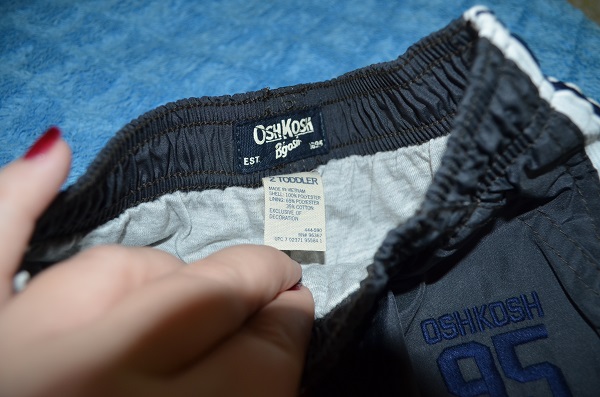 OSHKOSH
B'gosh
EST. 1895
2 TODDLER
MADE IN VIETNAM
SHELL: 100% POLYESTER
LINING: 65% POLYESTER
35% COTTON
EXCLUSIVE OF
DECORATION
OSHKOSH
95